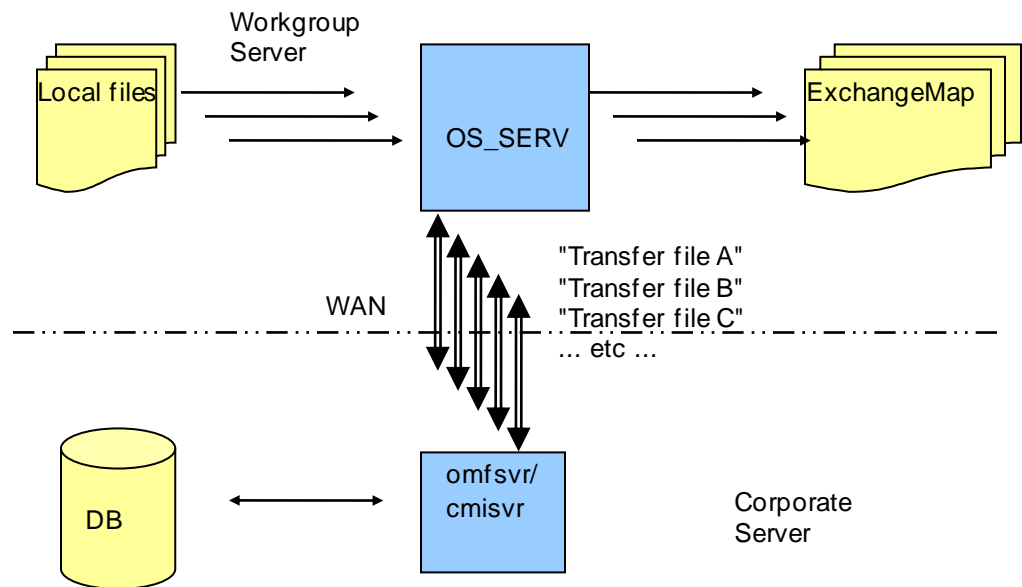 Workgroup
Server
Local files
OS_SERV
ExchangeMap
"Transfer file A"
"Transfer file B"
"Transfer file C"
... etc ...
WAN
omfsvr/
cmisvr
DB
Corporate
Server